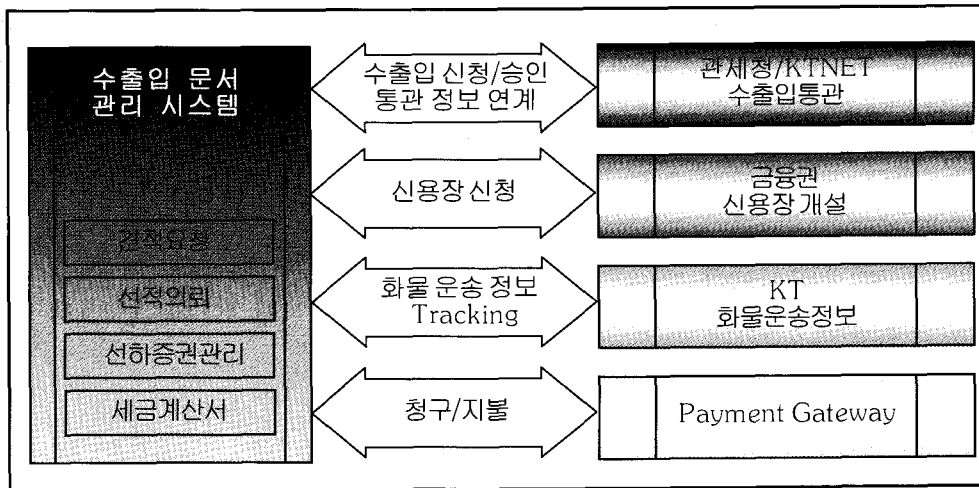 수출입 문서
관리 시스템
견적요청
선적의뢰
선하증권관리
세금계산서
수출입 신청/승인
통관 정보 연계
신용장 신청
화물 운송 정보
Tracking
청구/지불
관세청/KTNET
수출입통관
금융권
신용장 개설
KT
화물운송정보
Payment Gateway